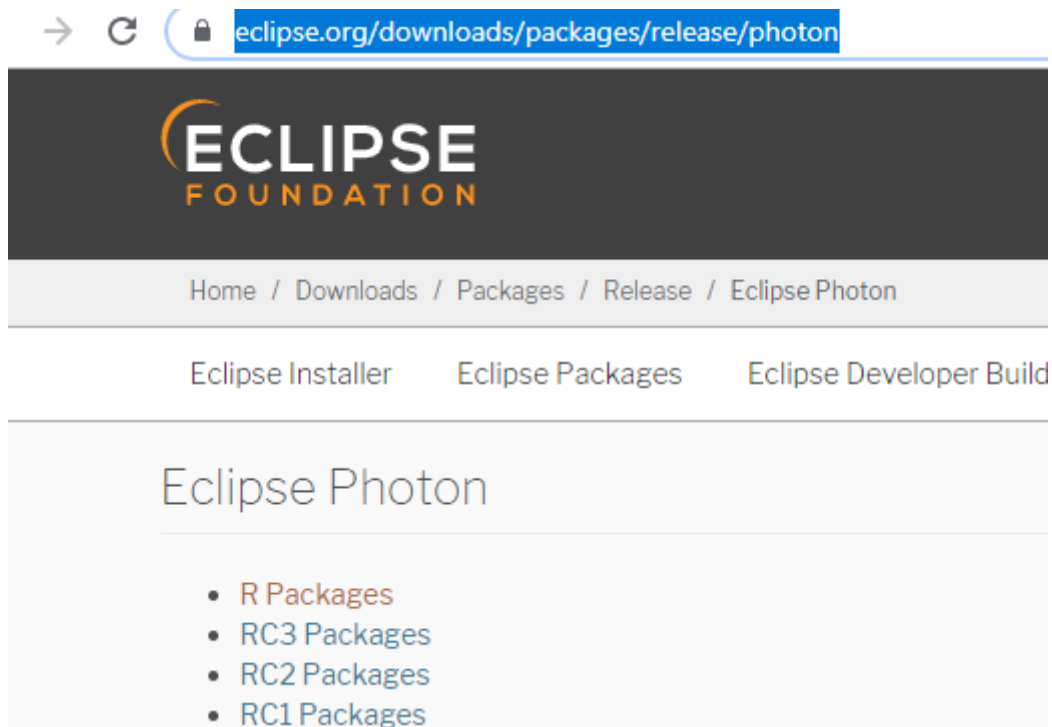 eclipse.org/downloads/packages/release/photon
ECLIPSE
FOUNDATION
Home / Downloads / Packages / Release / Eclipse Photon
Eclipse Installer Eclipse Packages Eclipse Developer Build
Eclipse Photon
• R Packages
• RC3 Packages
• RC2 Packages
• RC1 Packages